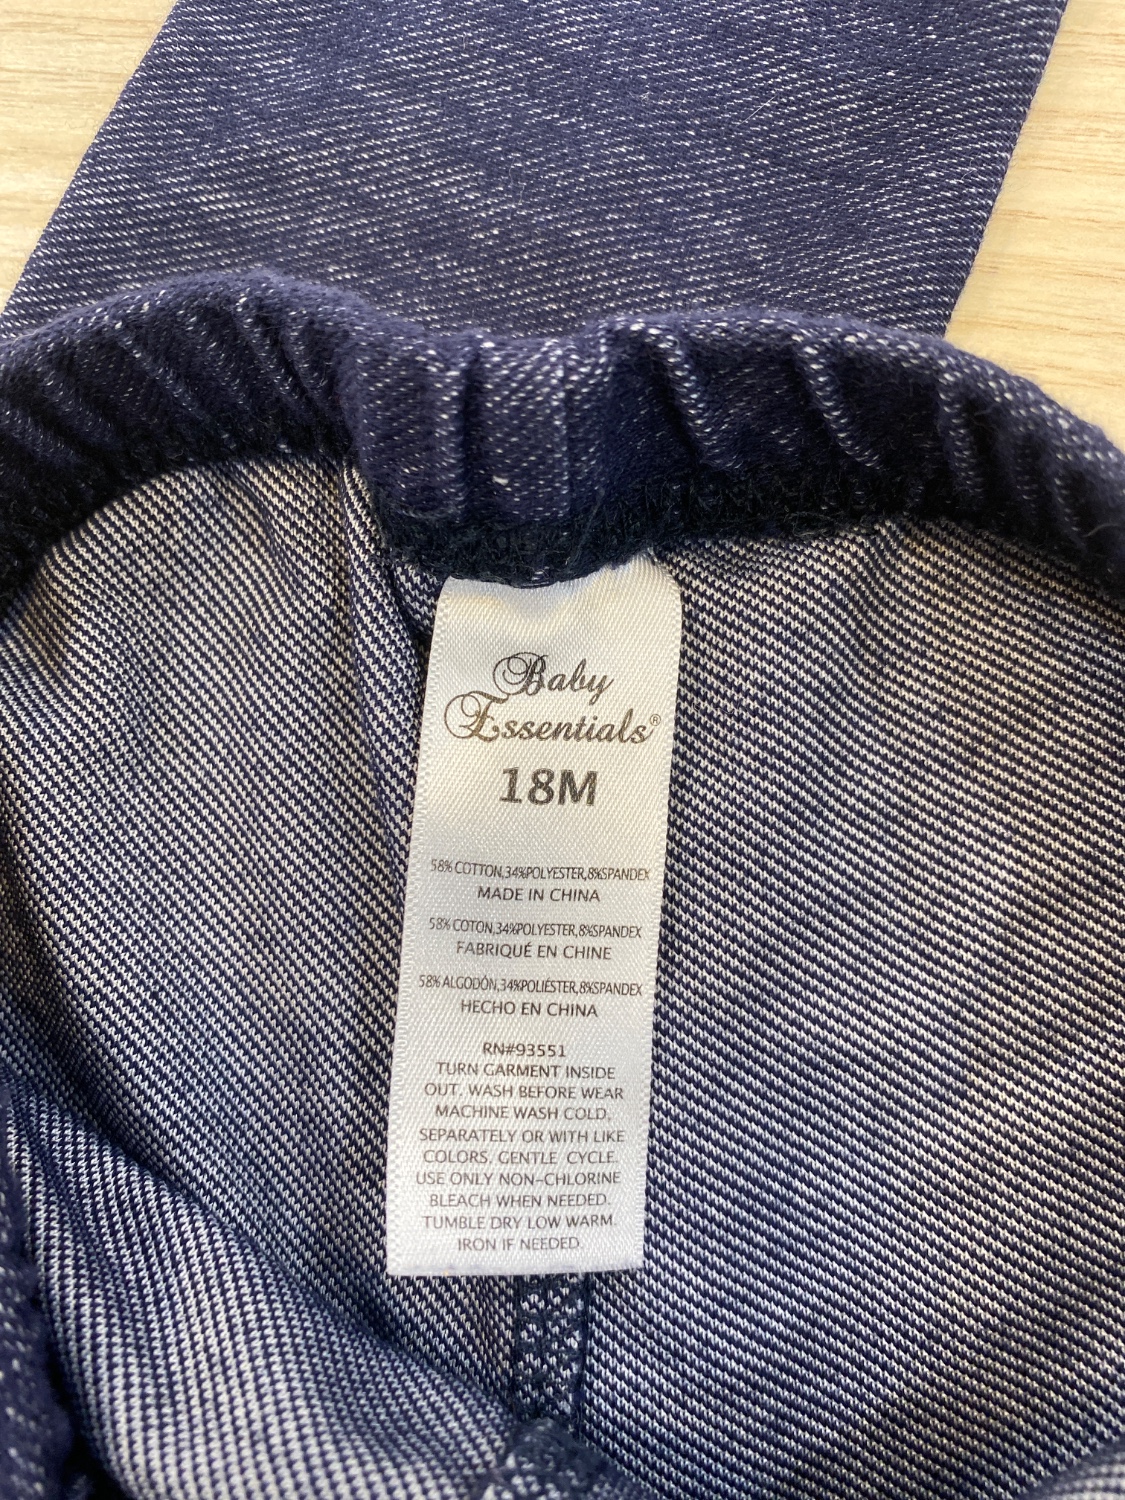 Baby
Essentials®
18M
58% COTTON,34%POLYESTER,8%SPANDEX
MADE IN CHINA
58% COTON,34%POLYESTER,8%SPANDEX
FABRIQUÉ EN CHINE
58% ALGODÓN,34%POLIÉSTER,8%SPANDEX
HECHO EN CHINA
RN#93551
TURN GARMENT INSIDE
OUT. WASH BEFORE WEAR
MACHINE WASH COLD,
SEPARATELY OR WITH LIKE
COLORS, GENTLE CYCLE.
USE ONLY NON-CHLORINE
BLEACH WHEN NEEDED.
TUMBLE DRY LOW WARM.
IRON IF NEEDED.